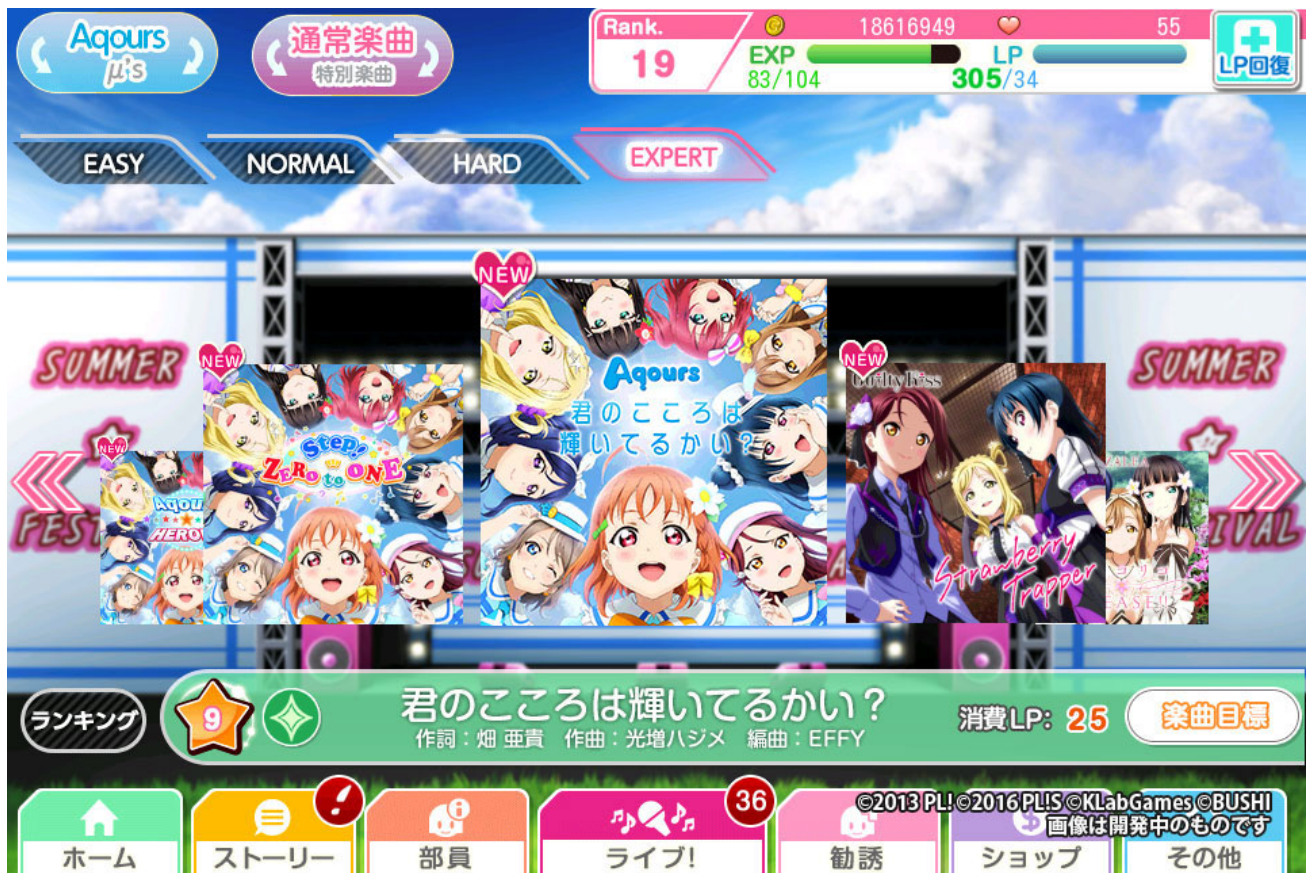 Aqours
μ's
通常楽曲
特別楽曲
Rank.
19
18616949
55
EXP
83/104
LP
305/34
LP回復
EASY
NORMAL
HARD
EXPERT
SUMMER
SUMMER
NEW
NEW
NEW
NEW
Step!
ZERO to ONE
Aqours
君のこころは
輝いてるかい?
Guilty Kiss
Strawberry
Trapper
Aqou
HERO
FEST
IVAL
ランキング
9
君のこころは輝いてるかい?
作詞:畑 亜貴 作曲:光増ハジメ 編曲:EFFY
消費LP: 25
楽曲目標
36
©2013 PL! ©2016 PL!S ©KLabGames ©BUSHI
画像は開発中のものです
ホーム
ストーリー
部員
ライブ!
勧誘
ショップ
その他